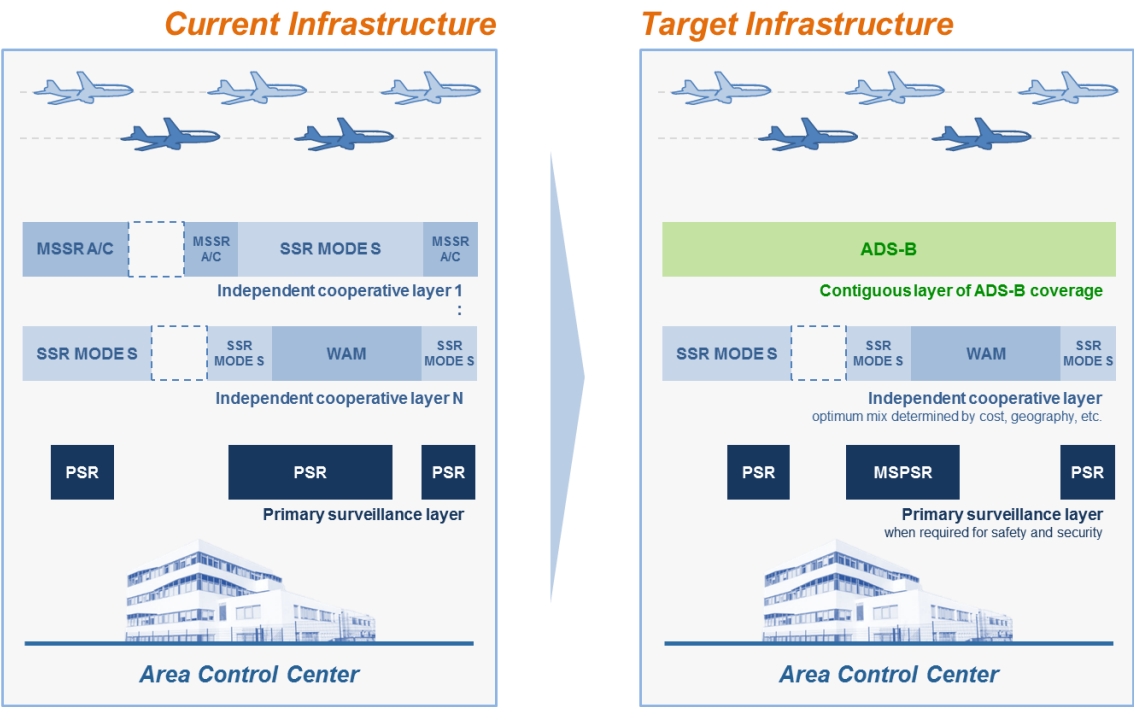 Current Infrastructure
MSSR A/C
MSSR
A/C
SSR MODE S
MSSR
A/C
Independent cooperative layer 1
:
SSR MODE S
SSR
MODE S
WAM
SSR
MODE S
Independent cooperative layer N
PSR
PSR
PSR
Primary surveillance layer
Area Control Center
Target Infrastructure
ADS-B
Contiguous layer of ADS-B coverage
SSR MODE S
SSR
MODE S
WAM
SSR
MODE S
Independent cooperative layer
optimum mix determined by cost, geography, etc.
PSR
MSPSR
PSR
Primary surveillance layer
when required for safety and security
Area Control Center